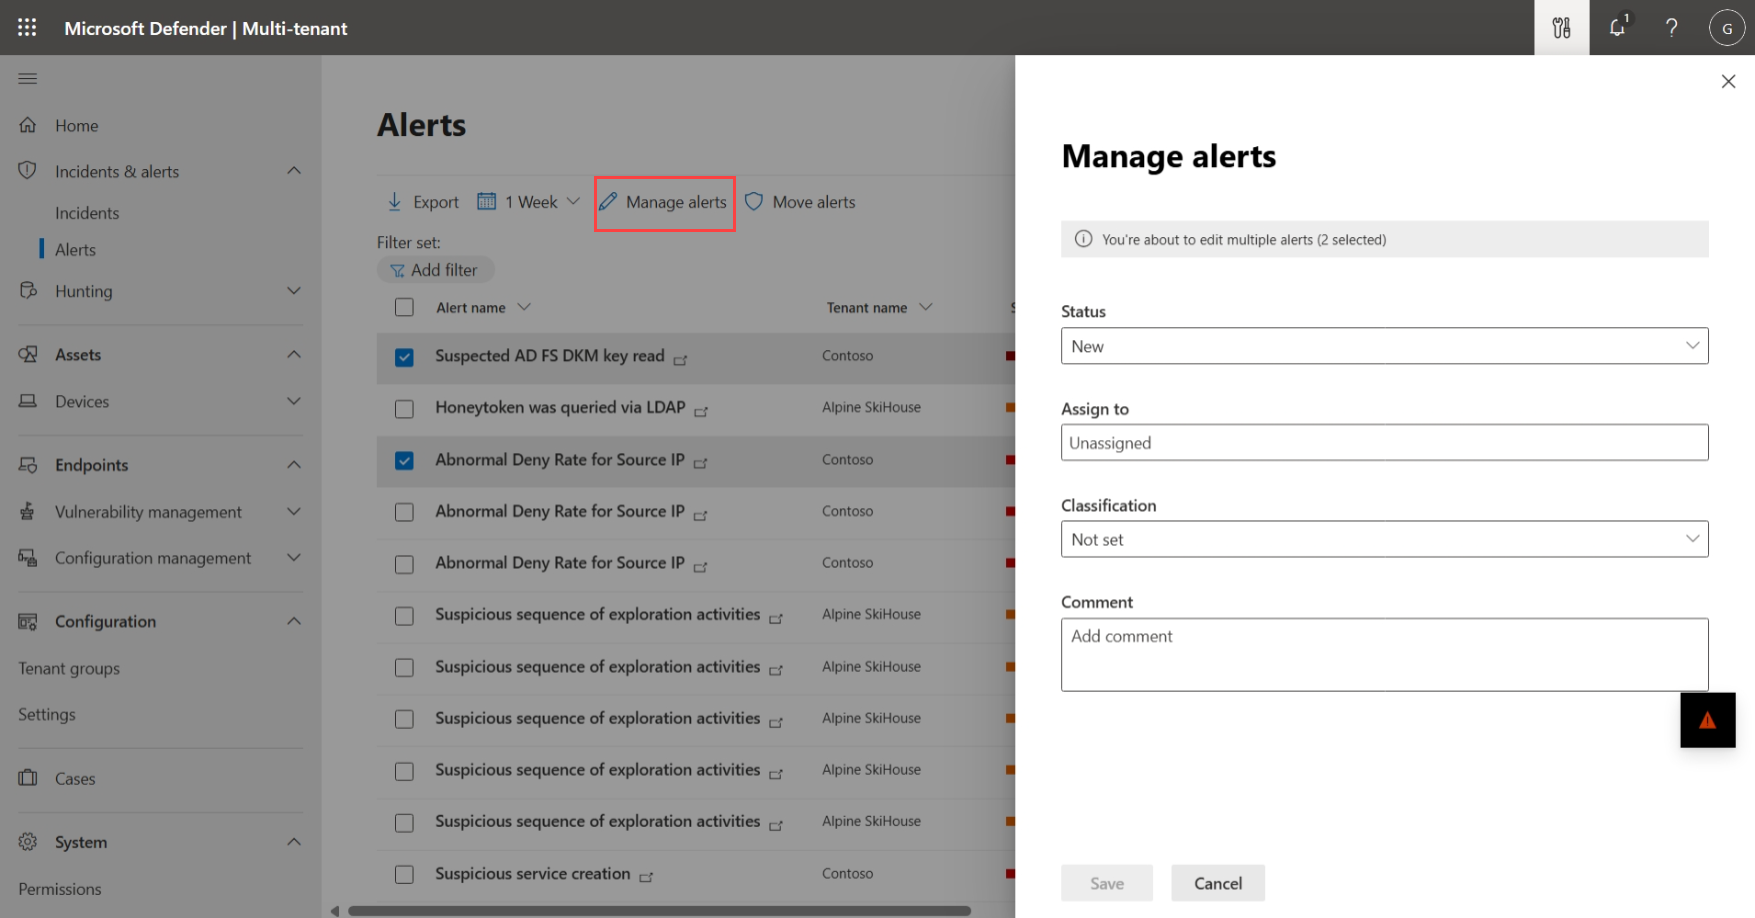 Microsoft Defender | Multi-tenant
1
G
Home
Incidents & alerts
Incidents
Alerts
Hunting
Assets
Devices
Endpoints
Vulnerability management
Configuration management
Configuration
Tenant groups
Settings
Cases
System
Permissions
Alerts
Export
1 Week
Manage alerts
Move alerts
Filter set:
Add filter
Alert name
Tenant name
Suspected AD FS DKM key read
Contoso
Honeytoken was queried via LDAP
Alpine SkiHouse
Abnormal Deny Rate for Source IP
Contoso
Abnormal Deny Rate for Source IP
Contoso
Abnormal Deny Rate for Source IP
Contoso
Suspicious sequence of exploration activities
Alpine SkiHouse
Suspicious sequence of exploration activities
Alpine SkiHouse
Suspicious sequence of exploration activities
Alpine SkiHouse
Suspicious sequence of exploration activities
Alpine SkiHouse
Suspicious sequence of exploration activities
Alpine SkiHouse
Suspicious service creation
Contoso
Manage alerts
You're about to edit multiple alerts (2 selected)
Status
New
Assign to
Unassigned
Classification
Not set
Comment
Add comment
Save
Cancel